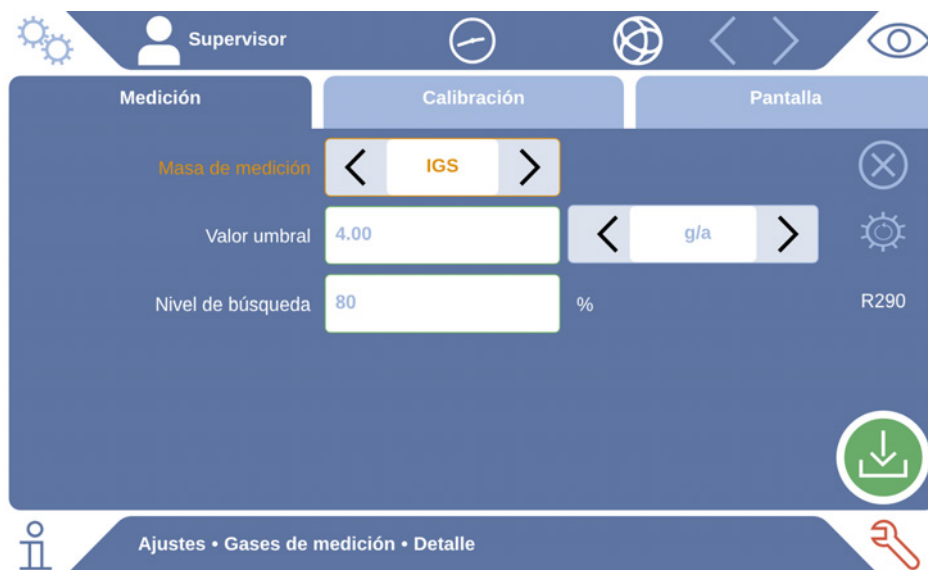 Supervisor
Medición Calibración Pantalla
Masa de medición IGS
Valor umbral 4.00 g/a
Nivel de búsqueda 80 % R290
Ajustes • Gases de medición • Detalle